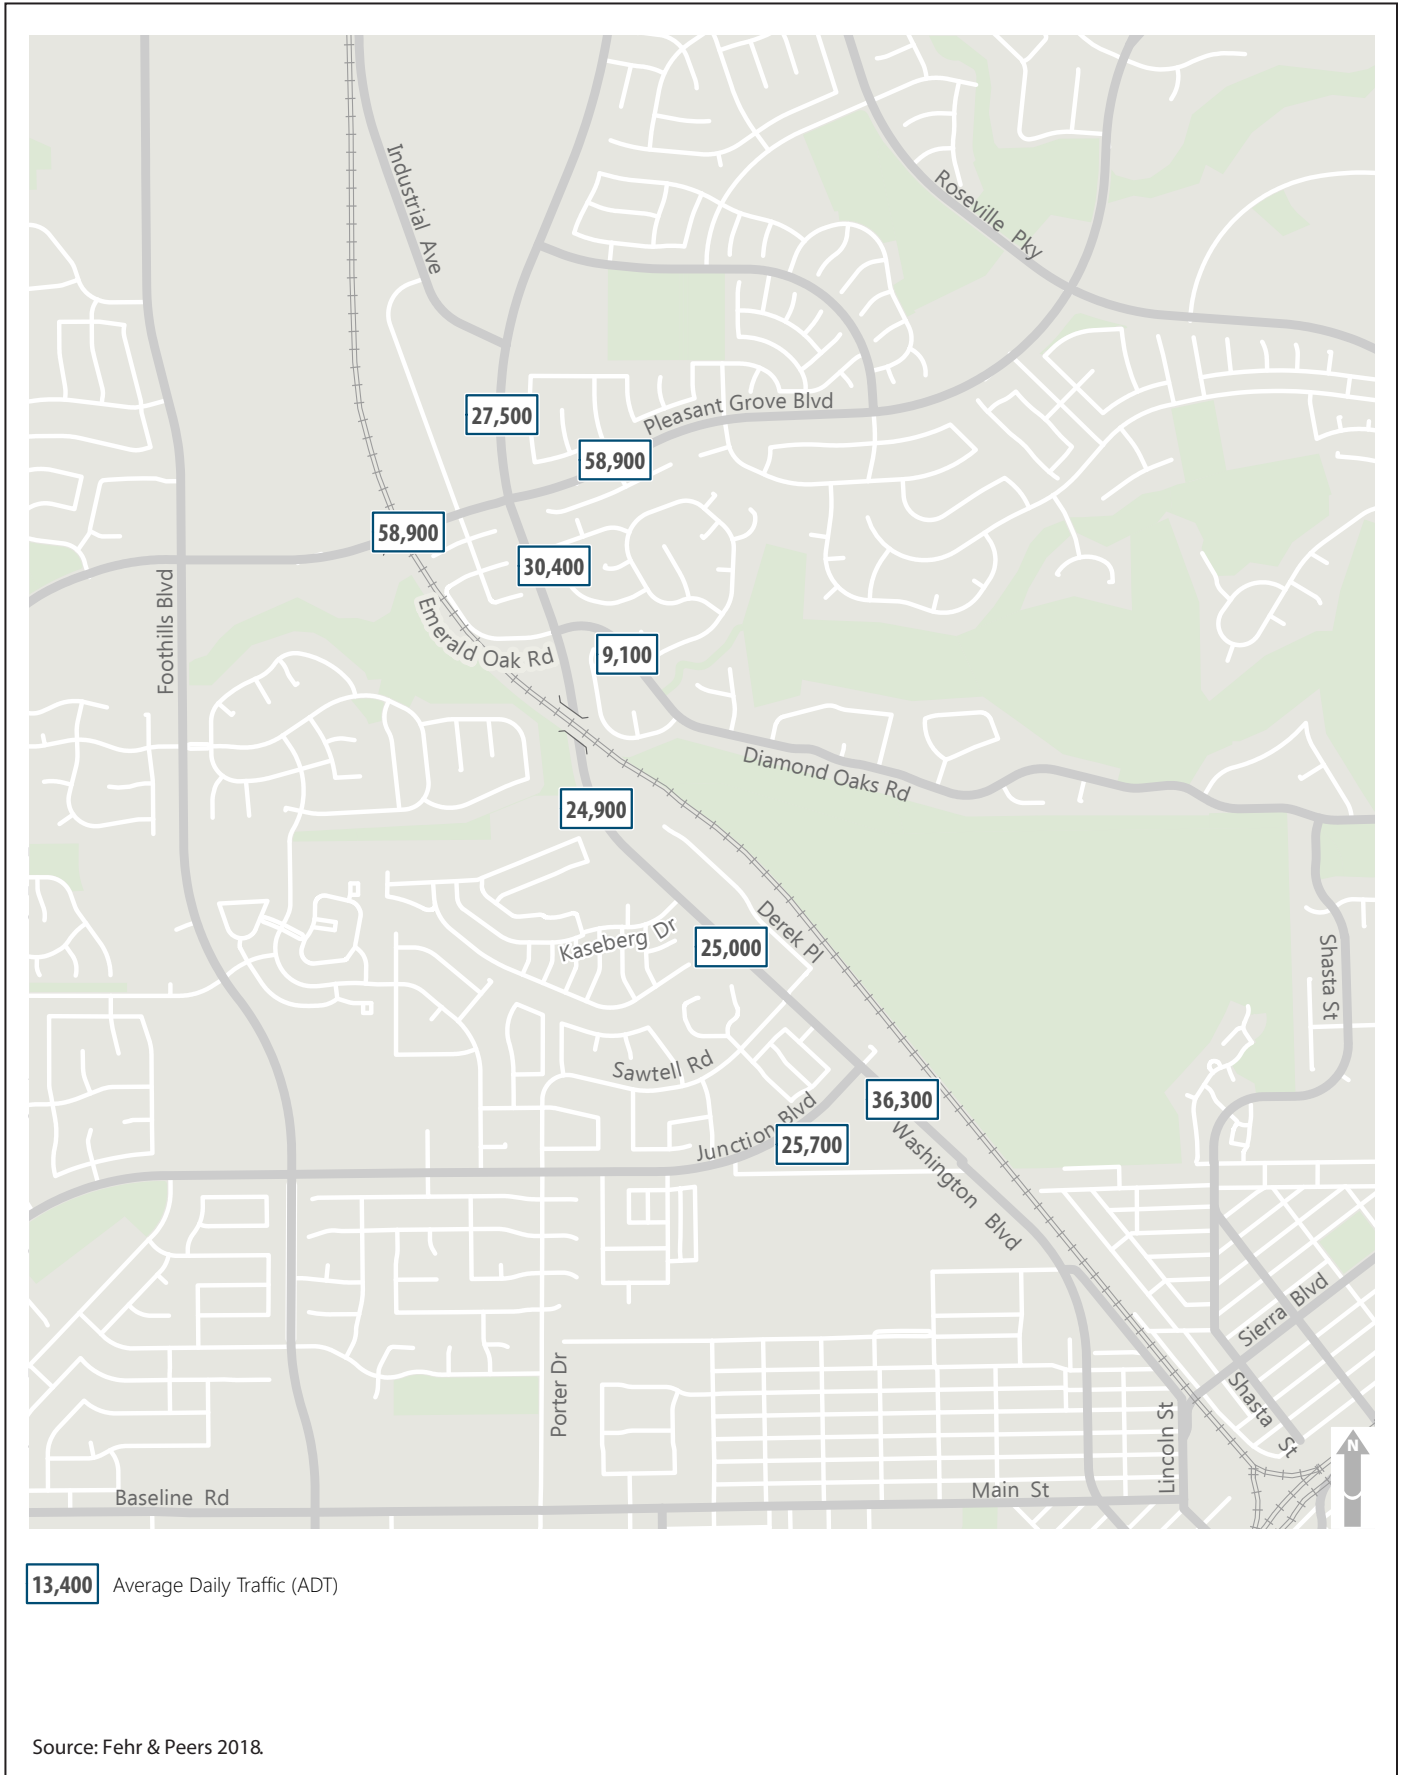 Industrial Ave
Roseville Pky
27,500
Pleasant Grove Blvd
58,900
58,900
30,400
Foothills Blvd
Emerald Oak Rd
9,100
Diamond Oaks Rd
24,900
Derek Pl
Kaseberg Dr
25,000
Shasta St
Sawtell Rd
36,300
Junction Blvd
25,700
Washington Blvd
Sierra Blvd
Porter Dr
Shasta St
Lincoln St
N
Main St
Baseline Rd
13,400 Average Daily Traffic (ADT)
Source: Fehr & Peers 2018.